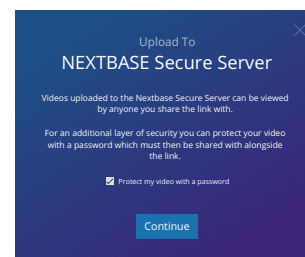 Upload To
NEXTBASE Secure Server
Videos uploaded to the Nextbase Secure Server can be viewed
by anyone you share the link with.
For an additional layer of security you can protect your video
with a password which must then be shared with alongside
the link.
Protect my video with a password
Continue